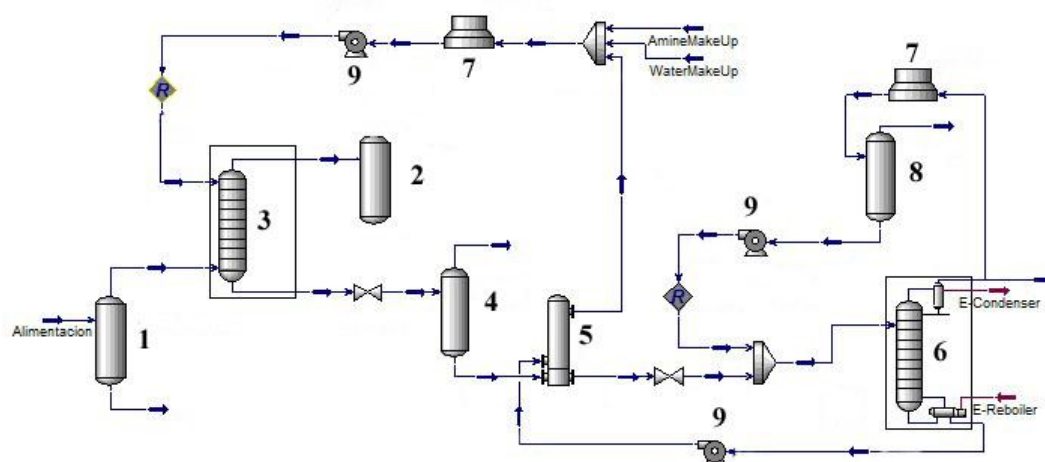 AmineMakeUp
WaterMakeUp
9
7
7
R
2
8
3
9
4
R
E-Condenser
Alimentacion
1
5
6
E-Reboiler
9